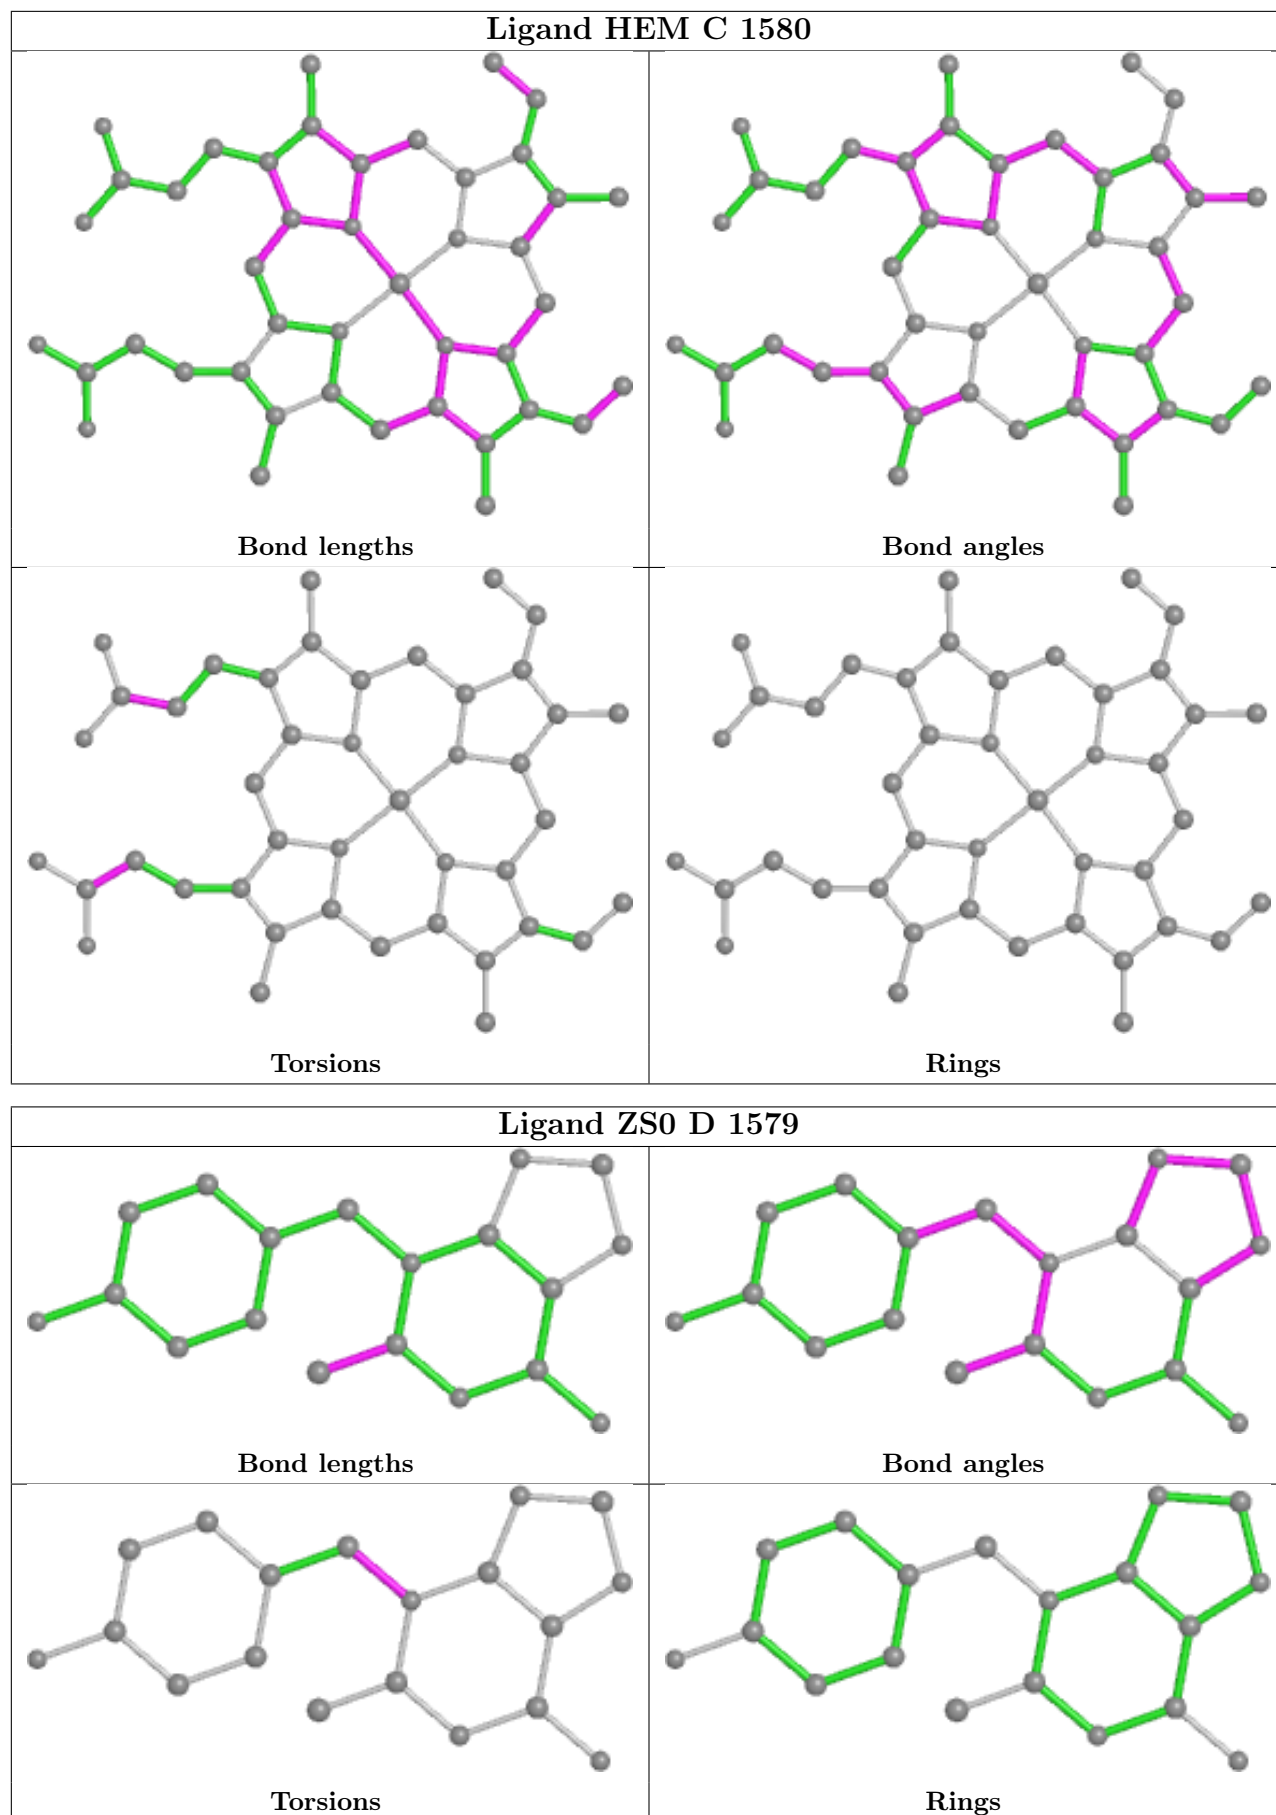 Ligand HEM C 1580
Bond lengths
Bond angles
Torsions
Rings
Ligand ZS0 D 1579
Bond lengths
Bond angles
Torsions
Rings